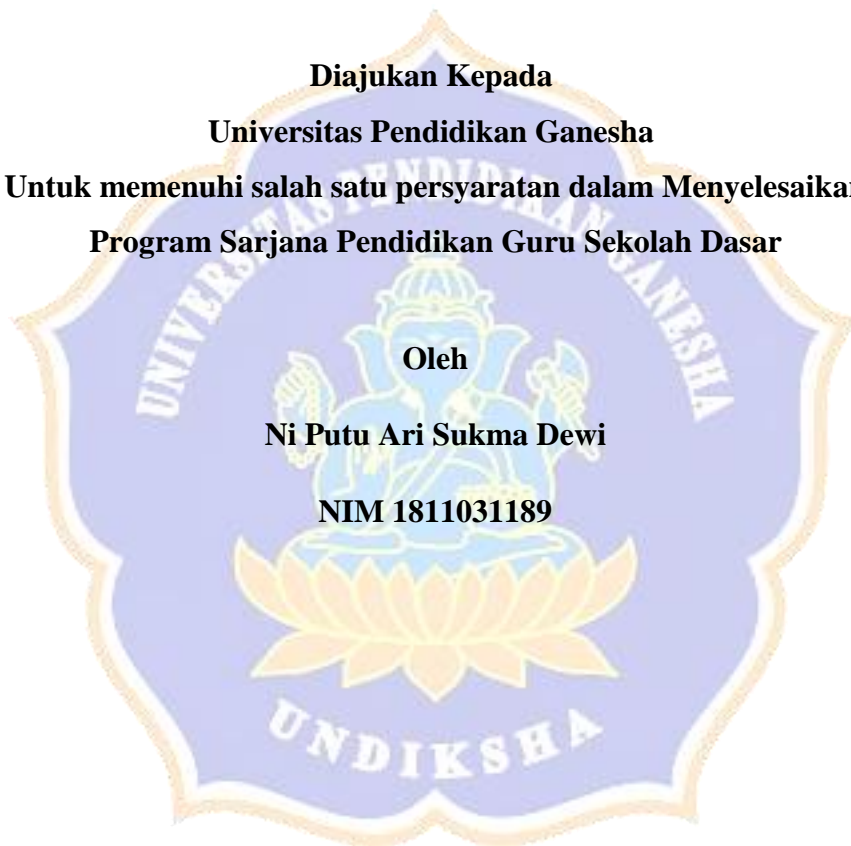 Diajukan Kepada
Universitas Pendidikan Ganesha
Untuk memenuhi salah satu persyaratan dalam Menyelesaikan
Program Sarjana Pendidikan Guru Sekolah Dasar
UNIVERSITAS PENDIDIKAN GANESHA
Oleh
Ni Putu Ari Sukma Dewi
NIM 1811031189
UNDIKSHA